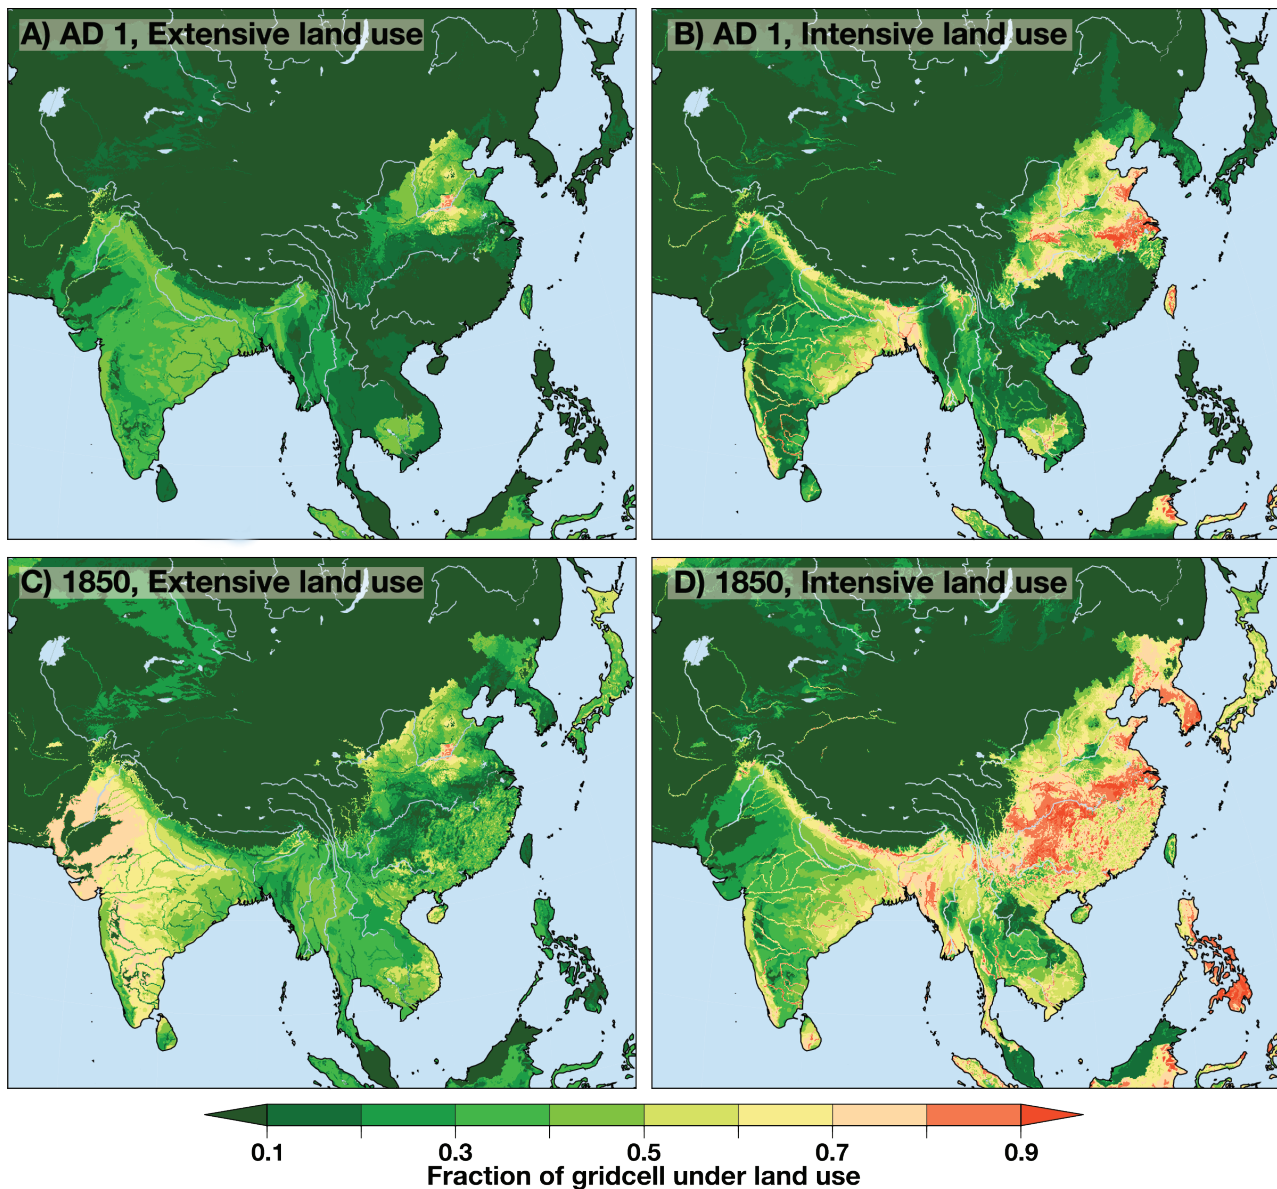 A) AD 1, Extensive land use
B) AD 1, Intensive land use
C) 1850, Extensive land use
D) 1850, Intensive land use
0.1 0.3 0.5 0.7 0.9
Fraction of gridcell under land use